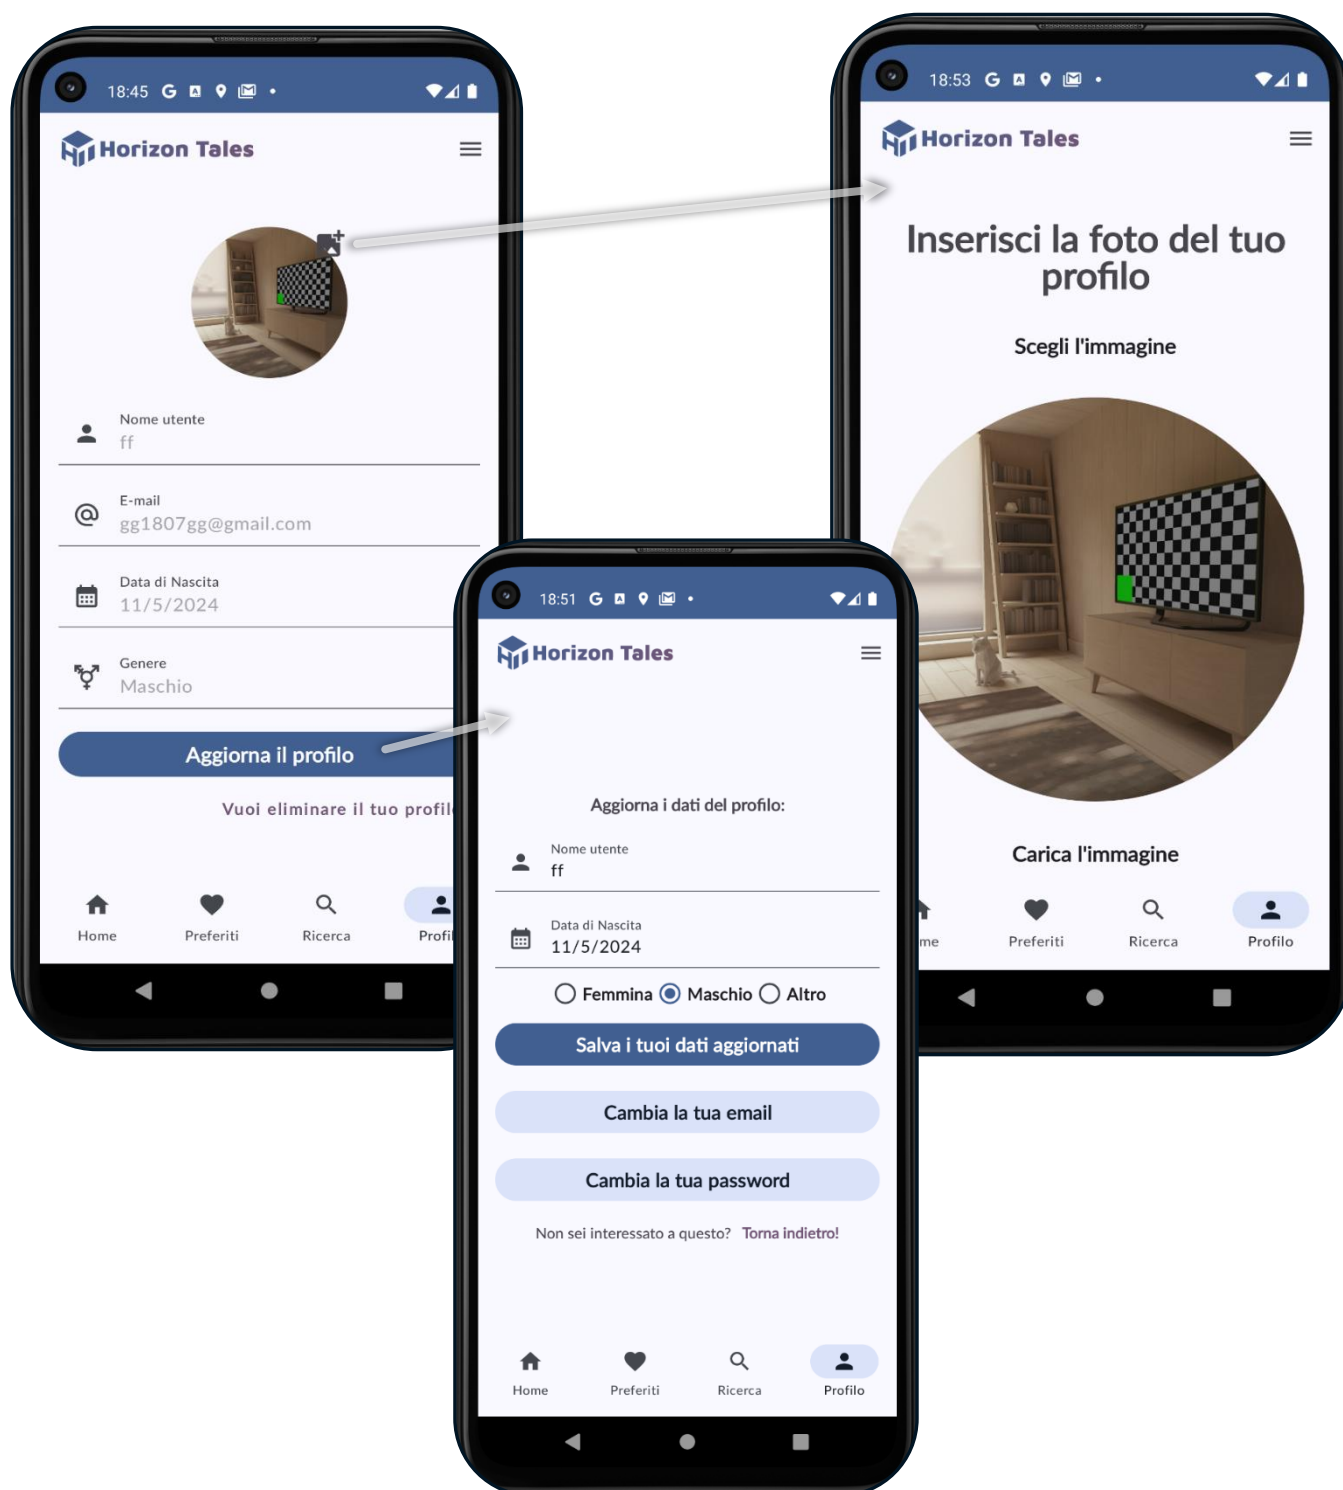 18:45
Horizon Tales
Nome utente
ff
E-mail
gg1807gg@gmail.com
Data di Nascita
11/5/2024
Genere
Maschio
Aggiorna il profilo
Vuoi eliminare il tuo
Home
Preferiti
Ricerca
18:53
Horizon Tales
Inserisci la foto del tuo
profilo
Scegli l'immagine
Carica l'immagine
Preferiti
Ricerca
Profilo
18:51
Horizon Tales
Aggiorna i dati del profilo:
Nome utente
ff
Data di Nascita
11/5/2024
Femmina Maschio Altro
Salva i tuoi dati aggiornati
Cambia la tua email
Cambia la tua password
Non sei interessato a questo? Torna indietro!
Home
Preferiti
Ricerca
Profilo